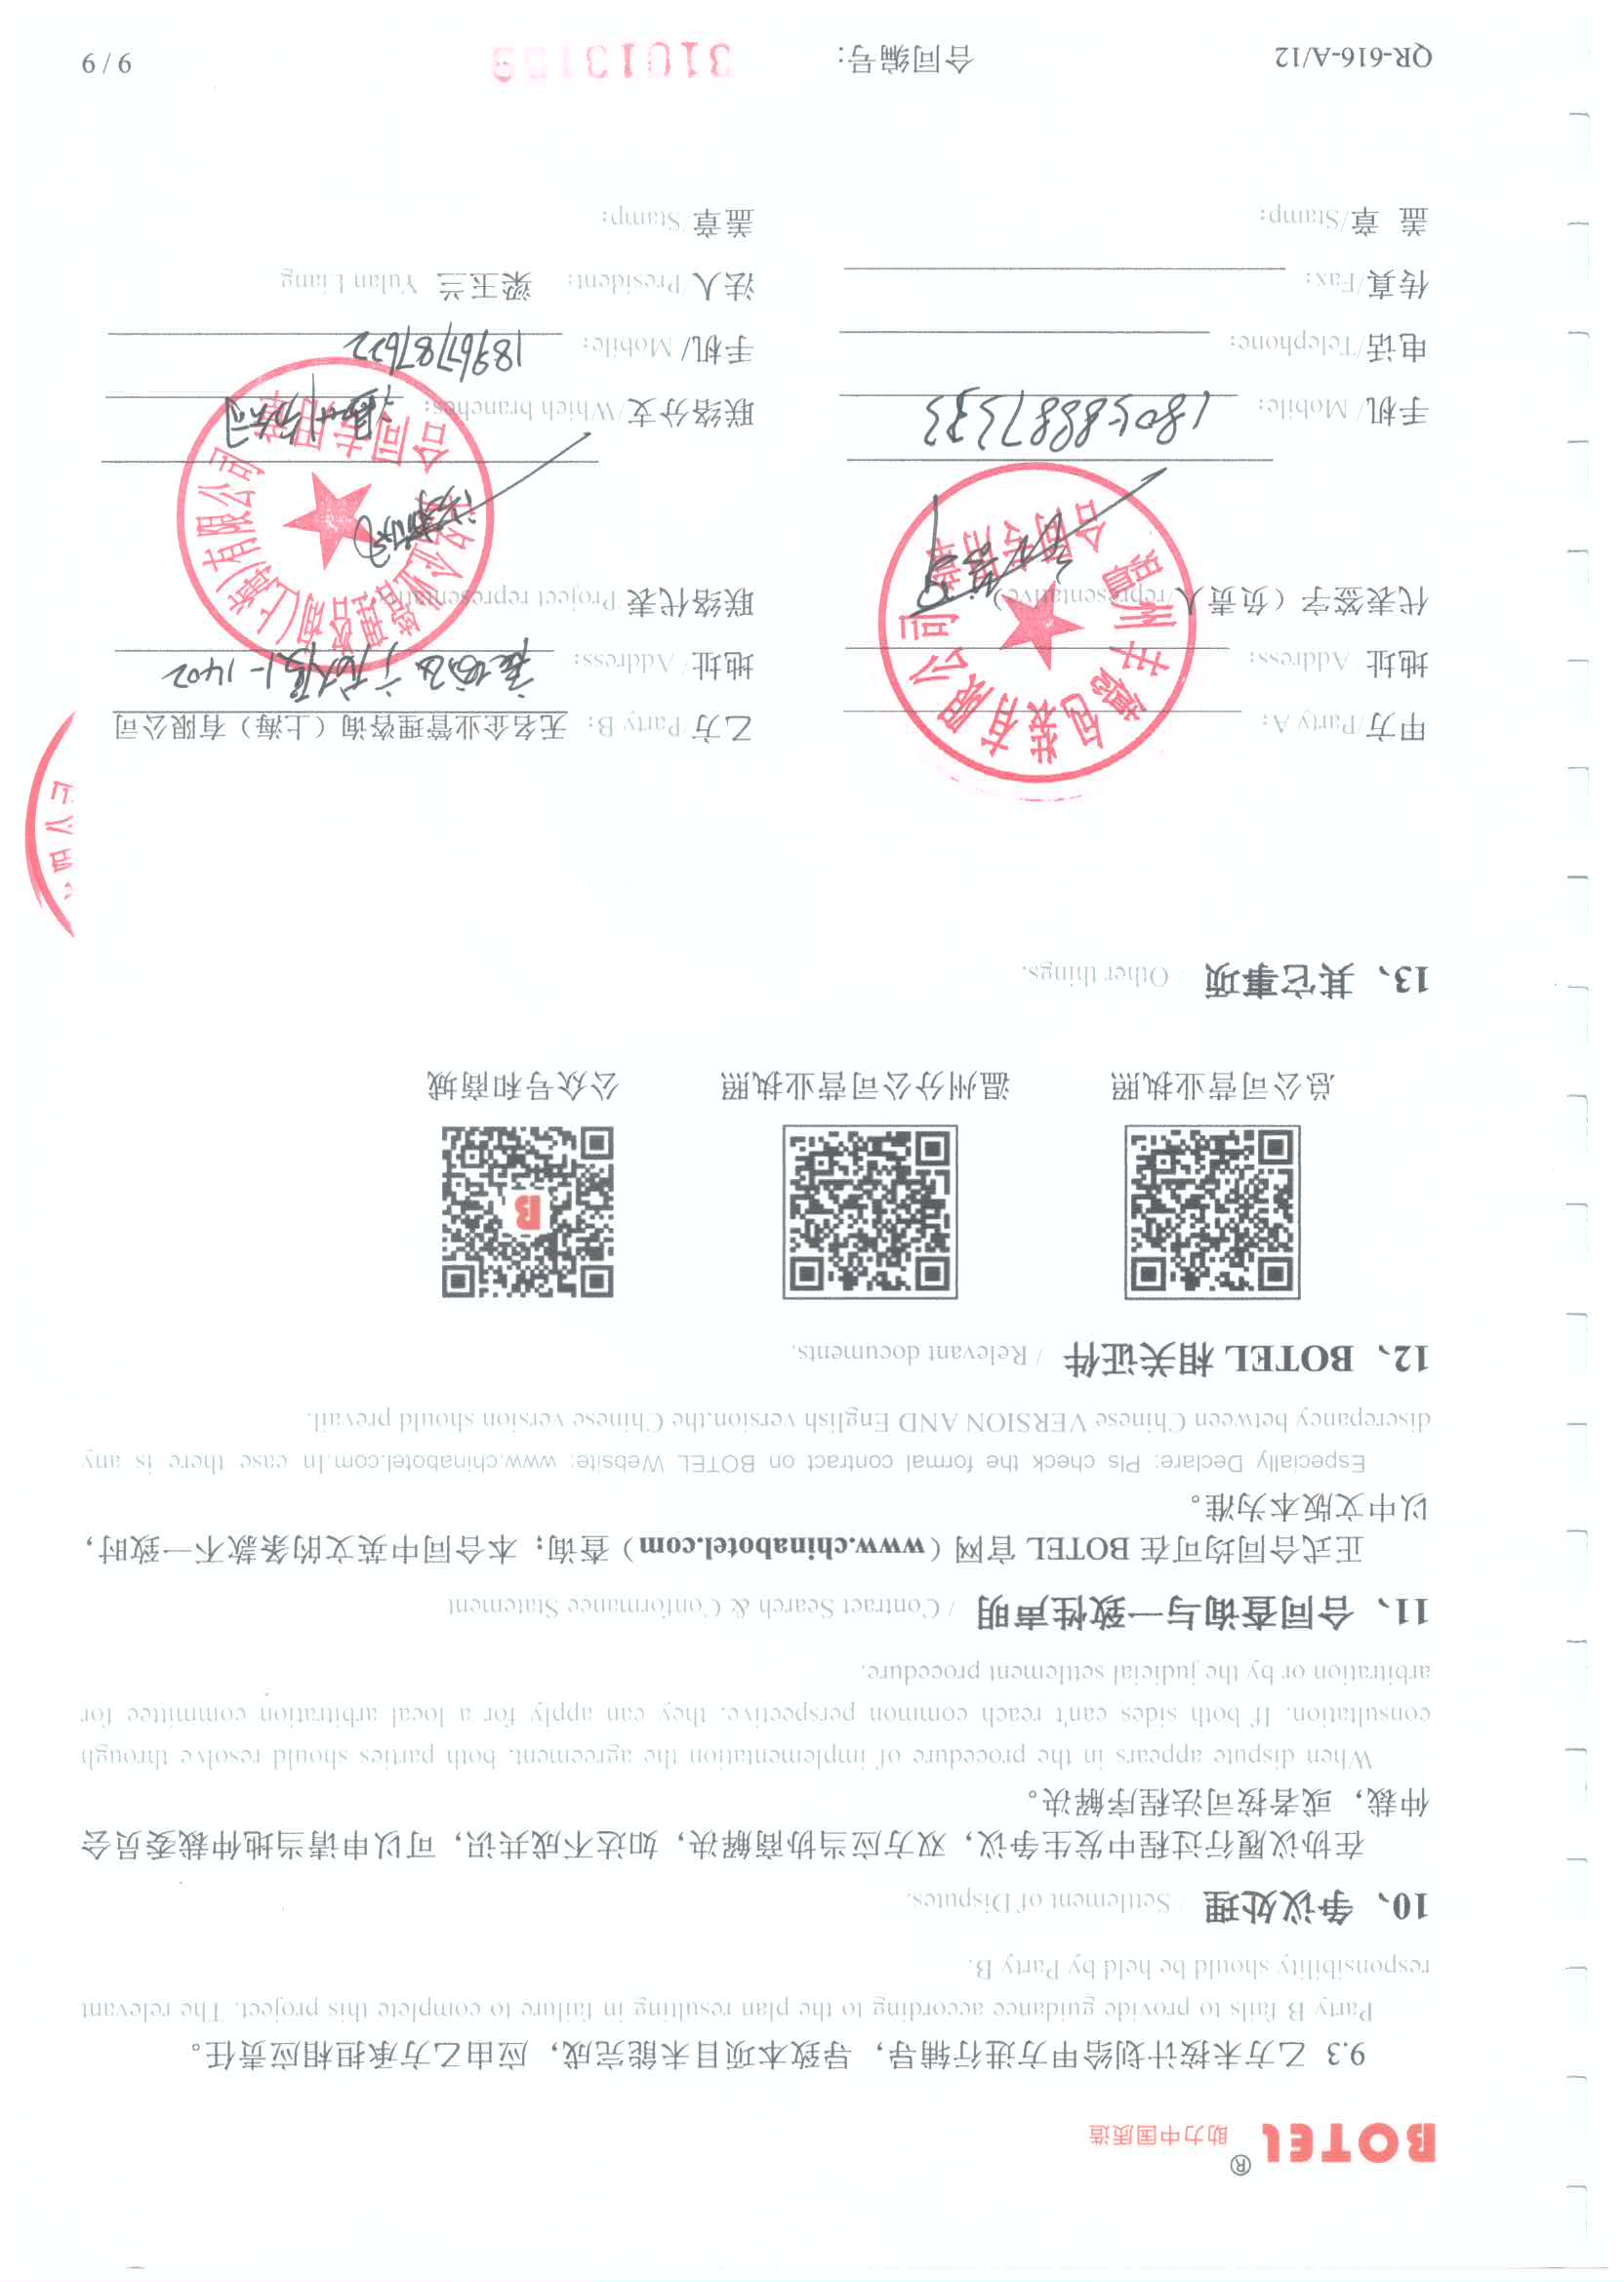 BOTEL® 助力中国质造
9.3 乙方未按计划给甲方进行辅导，导致本项目未能完成，应由乙方承担相应责任。
Party B fails to provide guidance according to the plan resulting in failure to complete this project. The relevant
responsibility should be held by Party B.
10、争议处理 / Settlement of Disputes.
在协议履行过程中发生争议，双方应当协商解决，如达不成共识，可以申请当地仲裁委员会
仲裁，或者按司法程序解决。
When dispute appears in the procedure of implementation the agreement. both parties should resolve through
consultation. If both sides can't reach common perspective. they can apply for a local arbitration committee for
arbitration or by the judicial settlement procedure.
11、合同查询与一致性声明 / Contract Search & Conformance Statement
正式合同均可在 BOTEL 官网（www.chinabotel.com）查询；本合同中英文的条款不一致时，
以中文版本为准。
Especially Declare: Pls check the formal contract on BOTEL Website: www.chinabotel.com.In case there is any
discrepancy between Chinese VERSION AND English version,the Chinese version should prevail.
12、BOTEL 相关证件 / Relevant documents.
B
总公司营业执照 温州分公司营业执照 公众号和商城
13、其它事项 / Other things.
甲方/Party A: 乙方/Party B: 无名企业管理咨询（上海）有限公司
地址 Address: 地址/ Address: 广龙大厦1-1402
代表签字（负责人/representative） 联络代表/Project representative
德包装有限公司
合同专用章
名企业管理咨询(上海)有限公司
合同专用章
手机/ Mobile: 18058887333 联络分支/Which branches: 温州分公司
电话/Telephone: 手机/ Mobile: 18967787622
传真/Fax: 法人/President: 梁玉兰 Yulan Liang
盖 章/Stamp: 盖章/Stamp:
QR-616-A/12 合同编号: 31013109 9 / 9